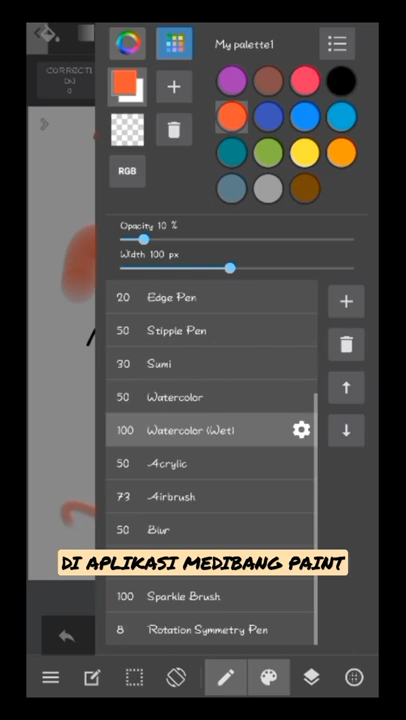 My palette1
CORRECTI
ON
0
RGB
Opacity 10 %
Width 100 px
20 Edge Pen
50 Stipple Pen
30 Sumi
50 Watercolor
100 Watercolor (Wet)
50 Acrylic
73 Airbrush
50 Blur
DI APLIKASI MEDIBANG PAINT
100 Sparkle Brush
8 Rotation Symmetry Pen